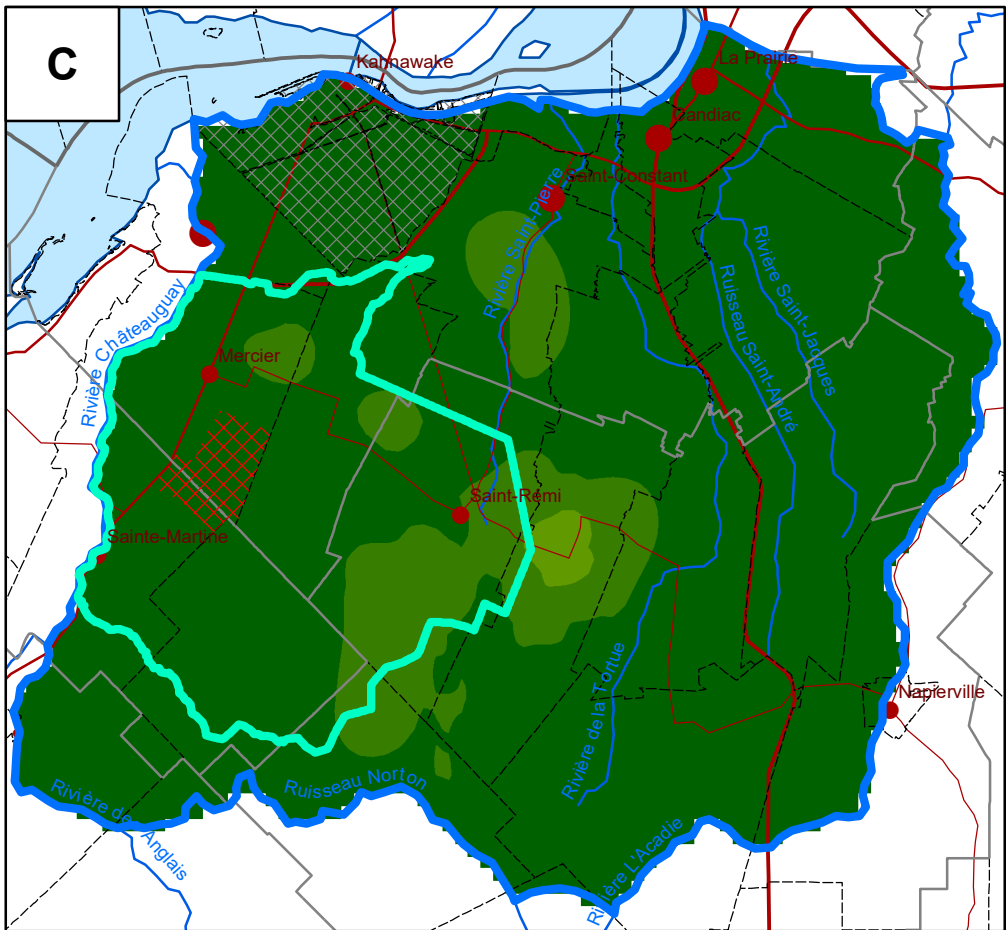 C
Kahnawake
La Prairie
Candiac
Saint-Constant
Rivière Saint-Pierre
Rivière Saint-Jacques
Ruisseau Saint-André
Rivière Châteauguay
Mercier
Saint-Rémi
Sainte-Martine
Rivière de la Tortue
Napierville
Ruisseau Norton
Rivière des Anglais
Rivière L'Acadie